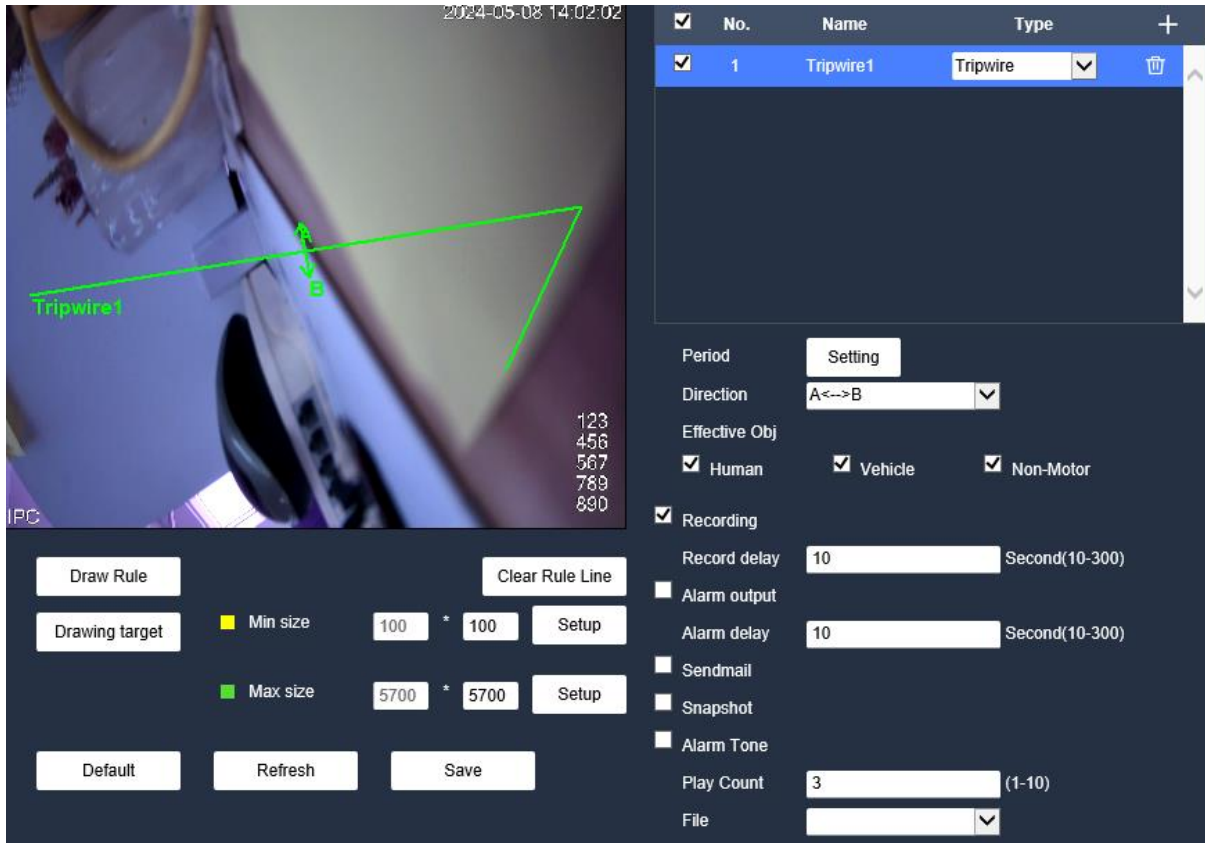 2024-05-08 14:02:02
A
B
Tripwire1
123
456
567
789
890
IPC
Draw Rule
Clear Rule Line
Drawing target
Min size 100 * 100 Setup
Max size 5700 * 5700 Setup
Default Refresh Save
No. Name Type +
1 Tripwire1 Tripwire
Period Setting
Direction A<-->B
Effective Obj
Human Vehicle Non-Motor
Recording
Record delay 10 Second(10-300)
Alarm output
Alarm delay 10 Second(10-300)
Sendmail
Snapshot
Alarm Tone
Play Count 3 (1-10)
File